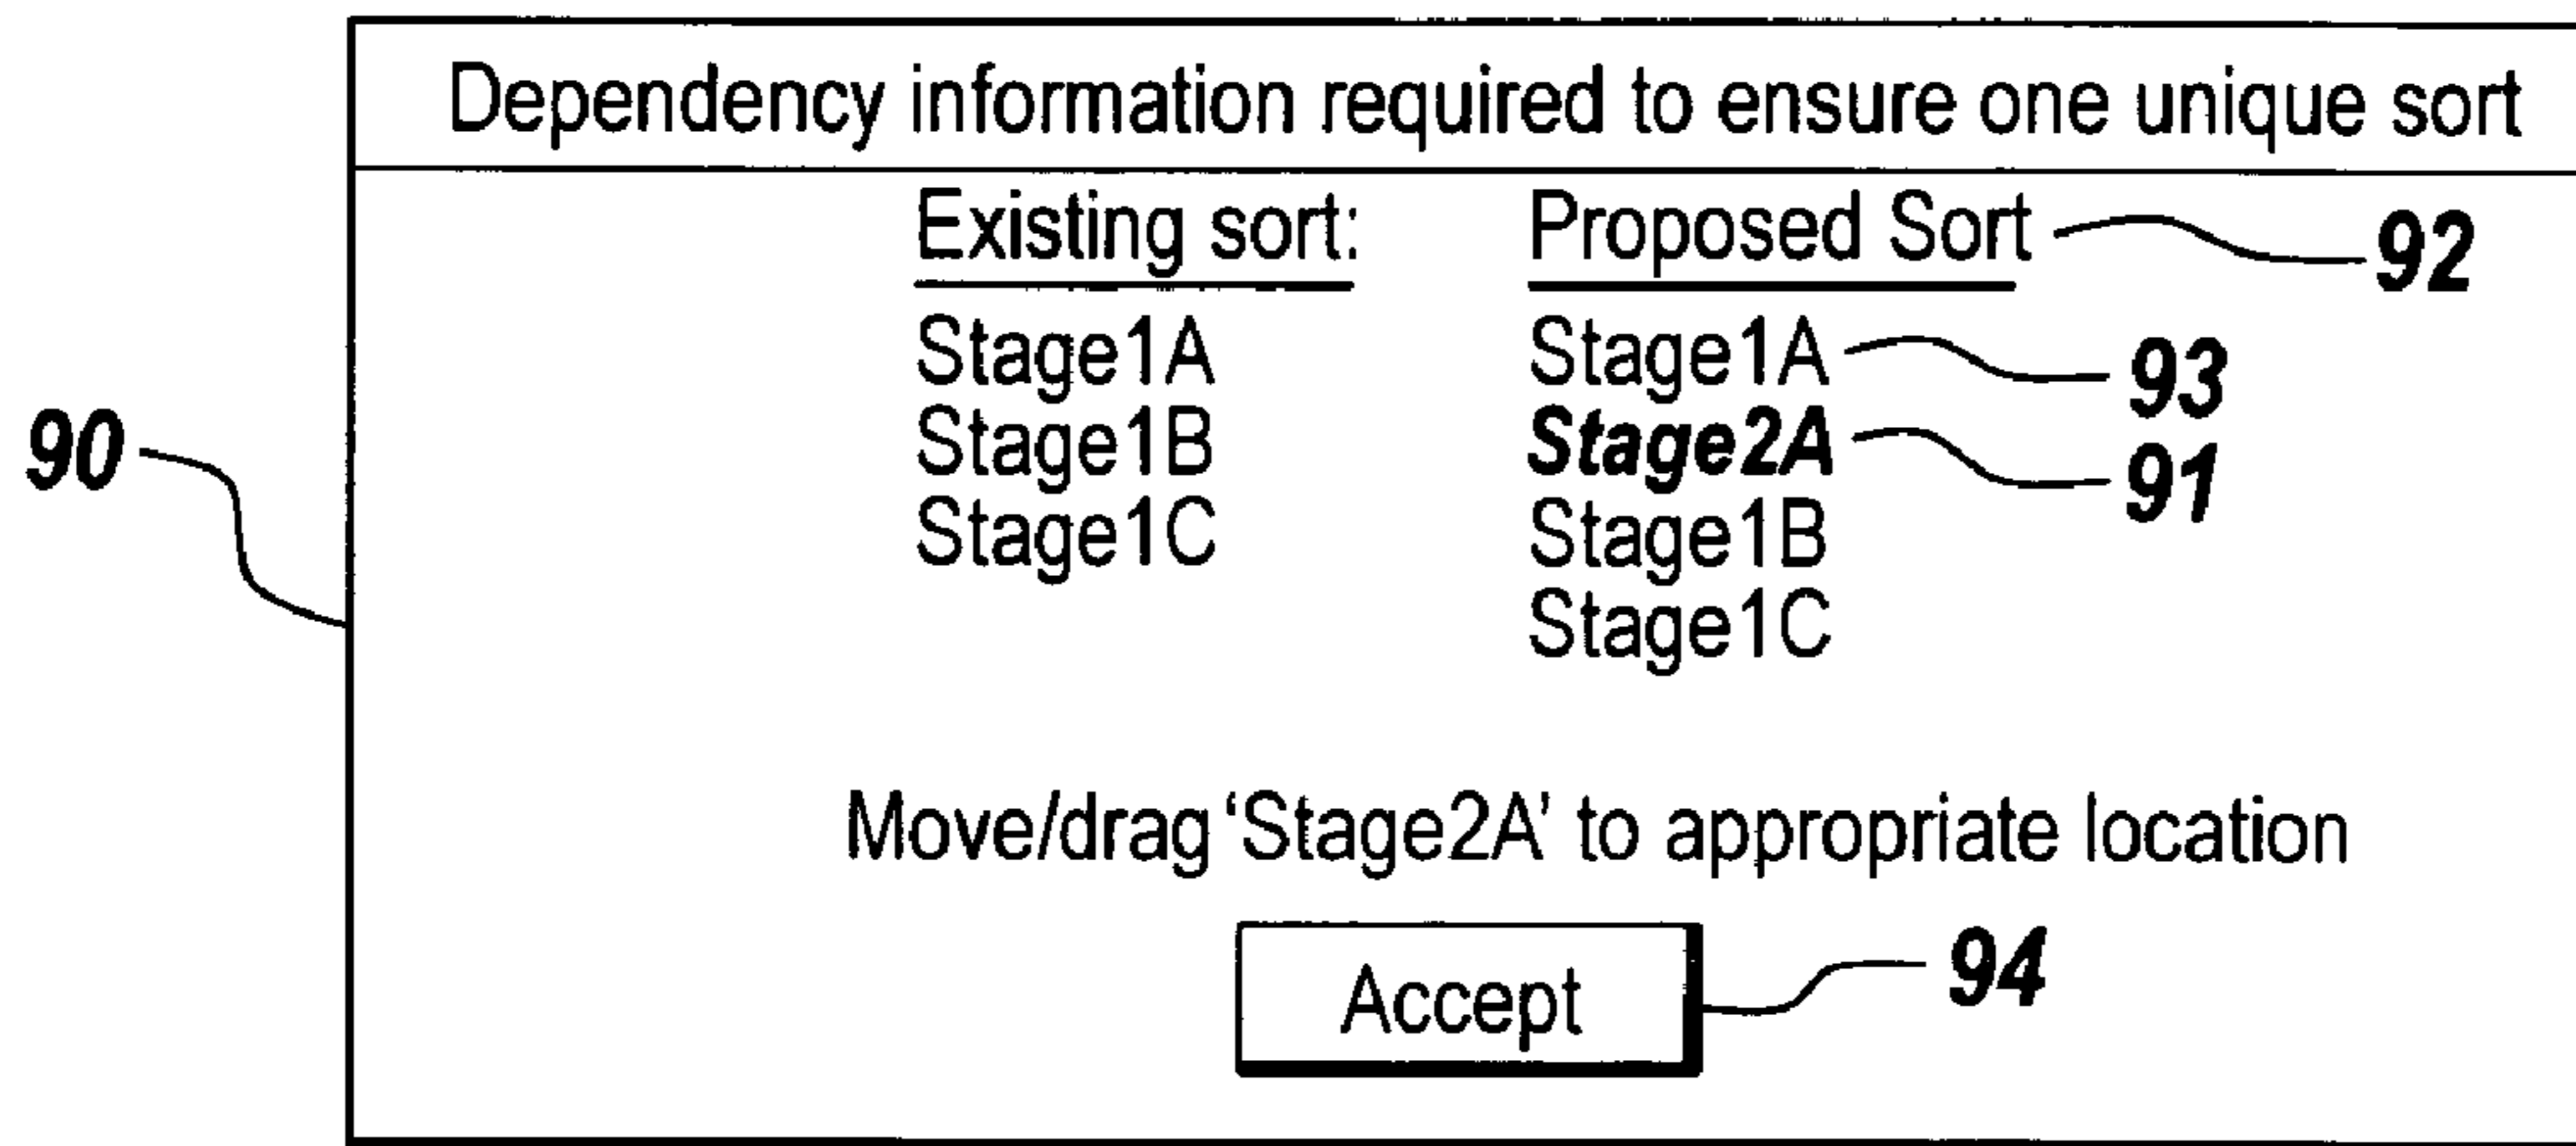 Dependency information required to ensure one unique sort
Existing sort: Proposed Sort 92
Stage1A Stage1A 93
90 Stage1B Stage2A 91
Stage1C Stage1B
Stage1C
Move/drag ‘Stage2A’ to appropriate location
Accept 94